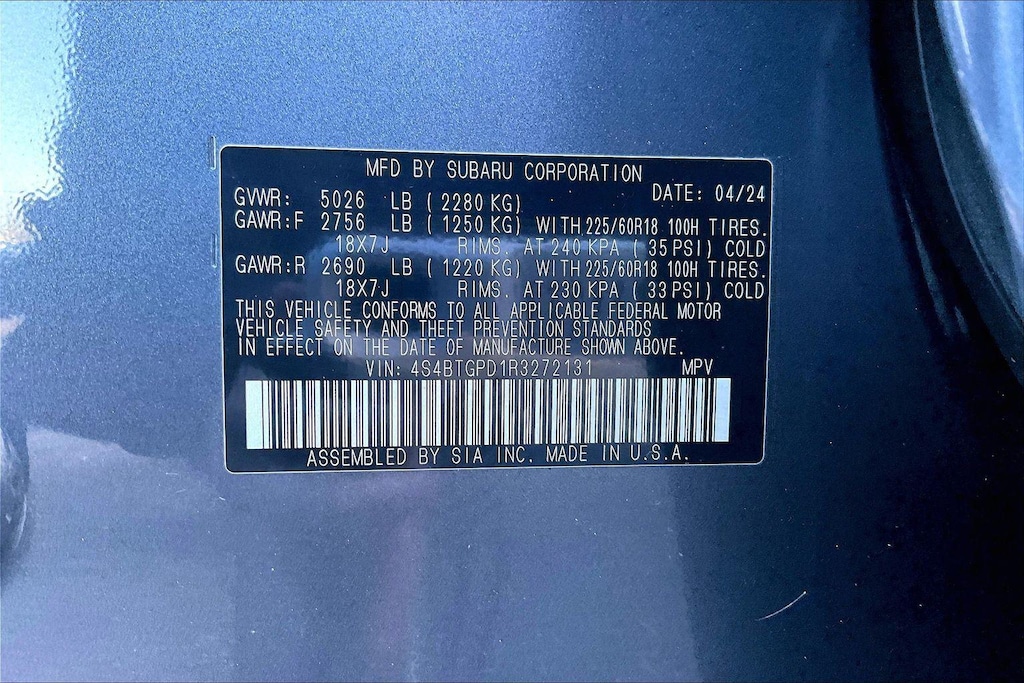 MFD BY SUBARU CORPORATION
GVWR: 5026 LB ( 2280 KG) DATE: 04/24
GAWR:F 2756 LB ( 1250 KG) WITH 225/60R18 100H TIRES.
18X7J RIMS. AT 240 KPA ( 35 PSI) COLD
GAWR:R 2690 LB ( 1220 KG) WITH 225/60R18 100H TIRES.
18X7J RIMS. AT 230 KPA ( 33 PSI) COLD
THIS VEHICLE CONFORMS TO ALL APPLICABLE FEDERAL MOTOR
VEHICLE SAFETY AND THEFT PREVENTION STANDARDS
IN EFFECT ON THE DATE OF MANUFACTURE SHOWN ABOVE.
VIN: 4S4BTGPD1R3272131 MPV
ASSEMBLED BY SIA INC. MADE IN U.S.A.